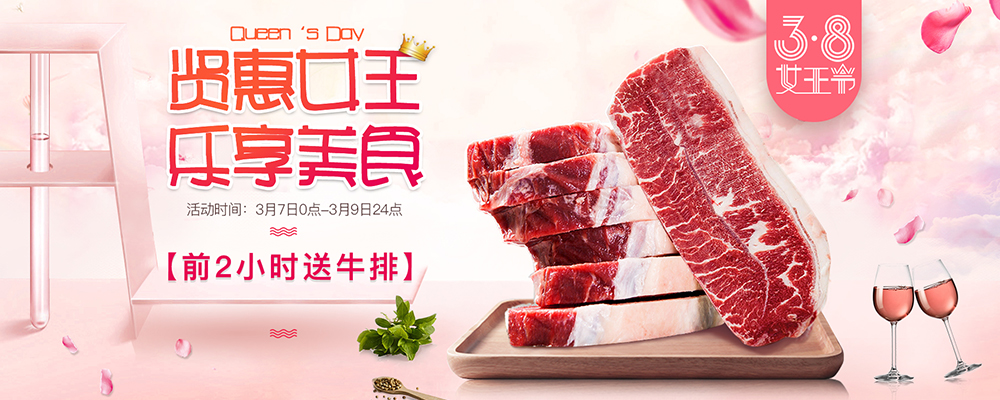 Queen 's Day
贤惠女王
乐享美食
活动时间：3月7日0点-3月9日24点
【前2小时送牛排】
3·8
女王节